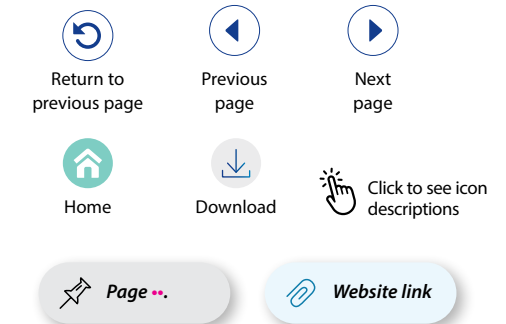 Return to
previous page
Previous
page
Next
page
Home
Download
Click to see icon
descriptions
Page ••.
Website link